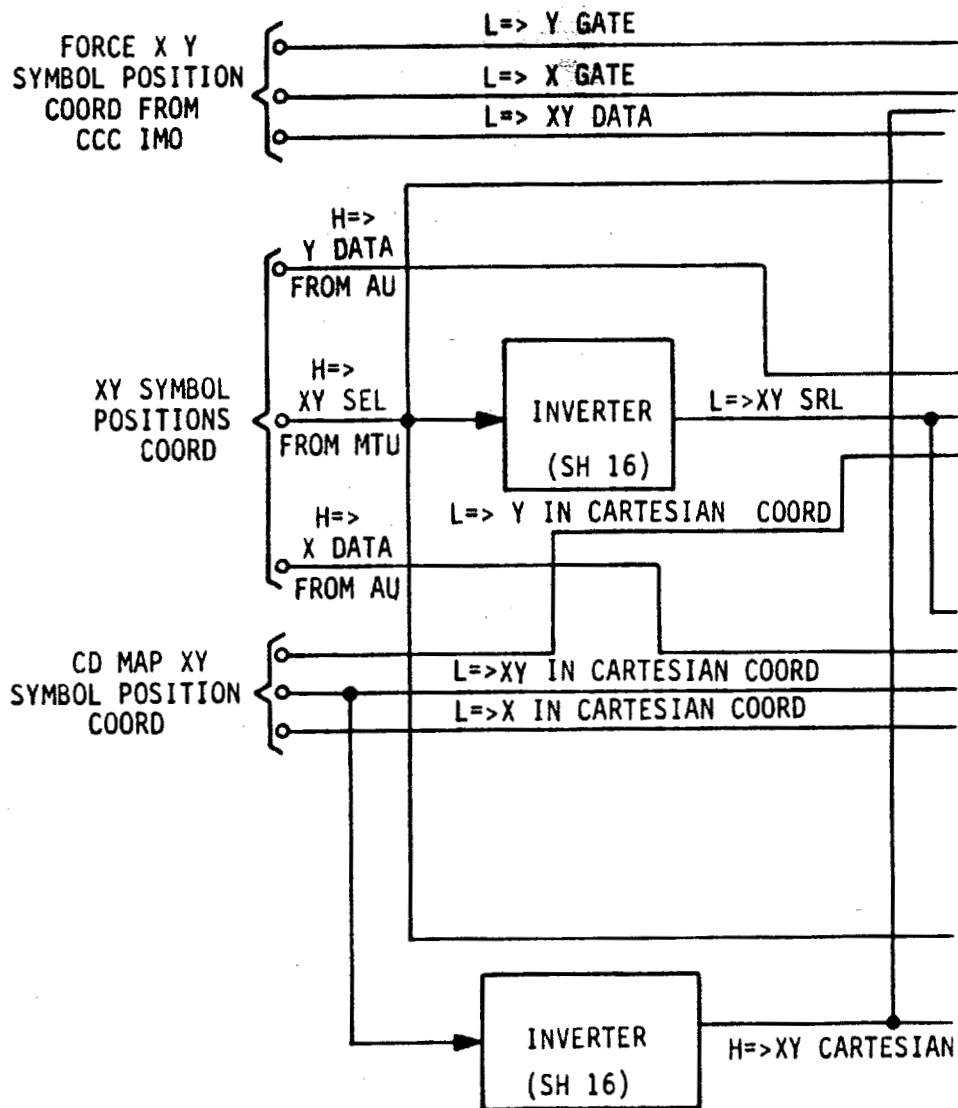 FORCE X Y
SYMBOL POSITION
COORD FROM
CCC IMO
L=> Y GATE
L=> X GATE
L=> XY DATA
XY SYMBOL
POSITIONS
COORD
H=>
Y DATA
FROM AU
H=>
XY SEL
FROM MTU
INVERTER
(SH 16)
L=>XY SRL
H=>
X DATA
FROM AU
L=> Y IN CARTESIAN COORD
CD MAP XY
SYMBOL POSITION
COORD
L=>XY IN CARTESIAN COORD
L=>X IN CARTESIAN COORD
INVERTER
(SH 16)
H=>XY CARTESIAN